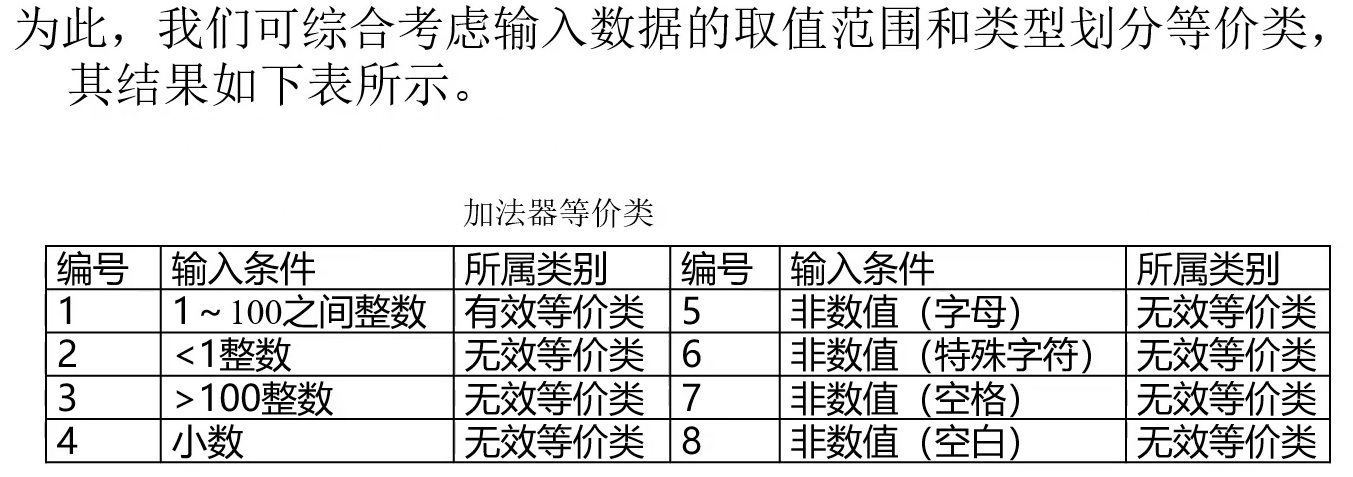 为此，我们可综合考虑输入数据的取值范围和类型划分等价类，
其结果如下表所示。
加法器等价类
编号 输入条件 所属类别 编号 输入条件 所属类别
1 1～100之间整数 有效等价类 5 非数值（字母） 无效等价类
2 <1整数 无效等价类 6 非数值（特殊字符） 无效等价类
3 >100整数 无效等价类 7 非数值（空格） 无效等价类
4 小数 无效等价类 8 非数值（空白） 无效等价类